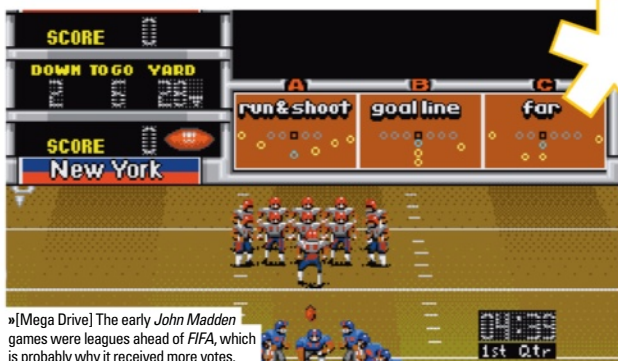 SCORE 0
DOWN TO GO YARD
2 8 28
SCORE 0
New York
A B C
run&shoot goal line far
»[Mega Drive] The early John Madden
games were leagues ahead of FIFA, which
is probably why it received more votes.
04:39
1st Qtr